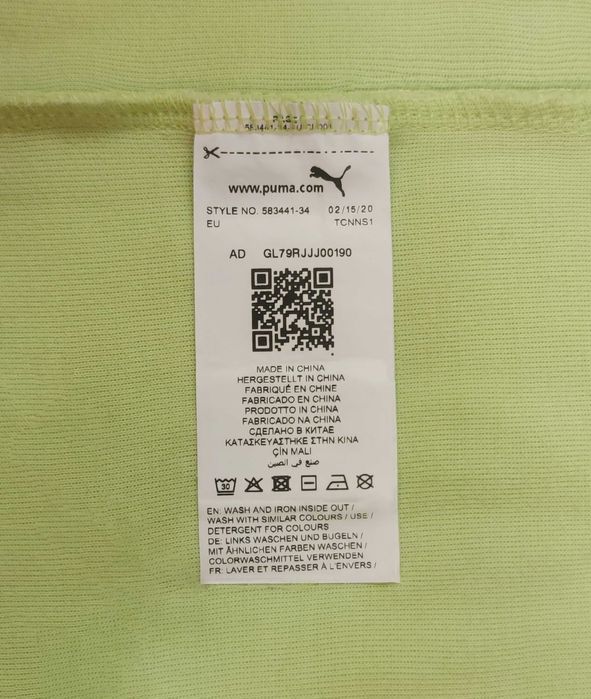 www.puma.com
STYLE NO. 583441-34 02/15/20
EU TCNNS1
AD GL79RJJJ00190
MADE IN CHINA
HERGESTELLT IN CHINA
FABRIQUÉ EN CHINE
FABRICADO EN CHINA
PRODOTTO IN CHINA
FABRICADO NA CHINA
СДЕЛАНО В КИТАЕ
ΚΑΤΑΣΚΕΥΑΣΤΗΚΕ ΣΤΗΝ ΚΙΝΑ
ÇİN MALI
صنع في الصين
30
EN: WASH AND IRON INSIDE OUT /
WASH WITH SIMILAR COLOURS / USE
DETERGENT FOR COLOURS
DE: LINKS WASCHEN UND BÜGELN /
MIT ÄHNLICHEN FARBEN WASCHEN /
COLORWASCHMITTEL VERWENDEN
FR: LAVER ET REPASSER À L'ENVERS /